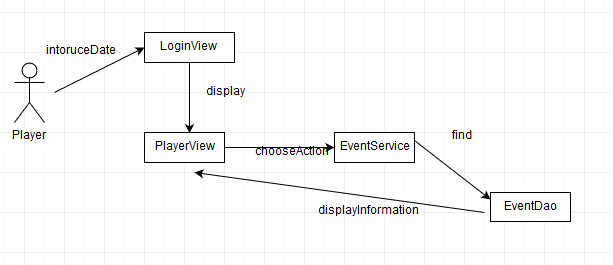 LoginView
intoruceDate
display
Player
PlayerView
chooseAction
EventService
find
displayInformation
EventDao